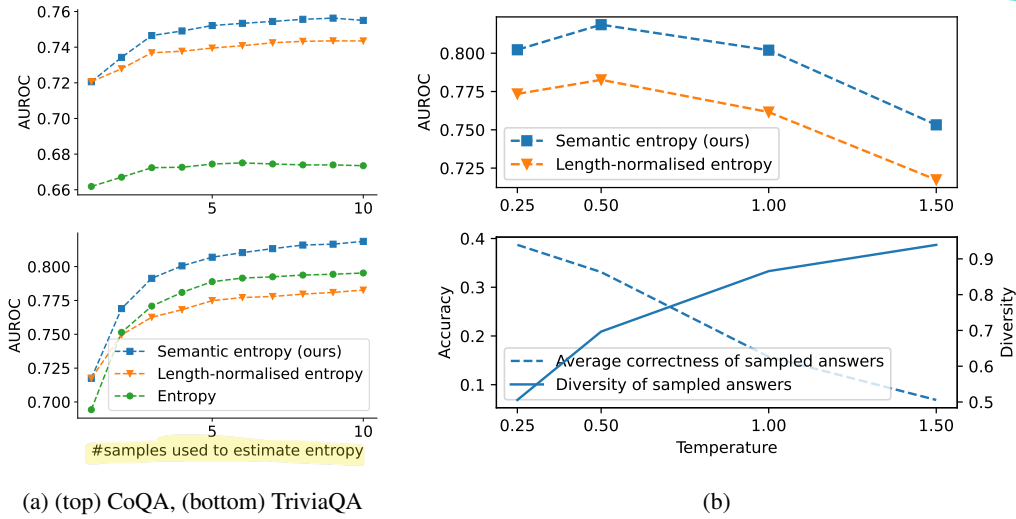 0.76
0.74
0.72
0.70
0.68
0.66
AUROC
5
10
0.800
0.775
0.750
0.725
0.700
AUROC
Semantic entropy (ours)
Length-normalised entropy
Entropy
5
10
#samples used to estimate entropy
(a) (top) CoQA, (bottom) TriviaQA
0.800
0.775
0.750
0.725
AUROC
Semantic entropy (ours)
Length-normalised entropy
0.25
0.50
1.00
1.50
0.4
0.3
0.2
0.1
Accuracy
0.9
0.8
0.7
0.6
0.5
Diversity
Average correctness of sampled answers
Diversity of sampled answers
0.25
0.50
1.00
1.50
Temperature
(b)